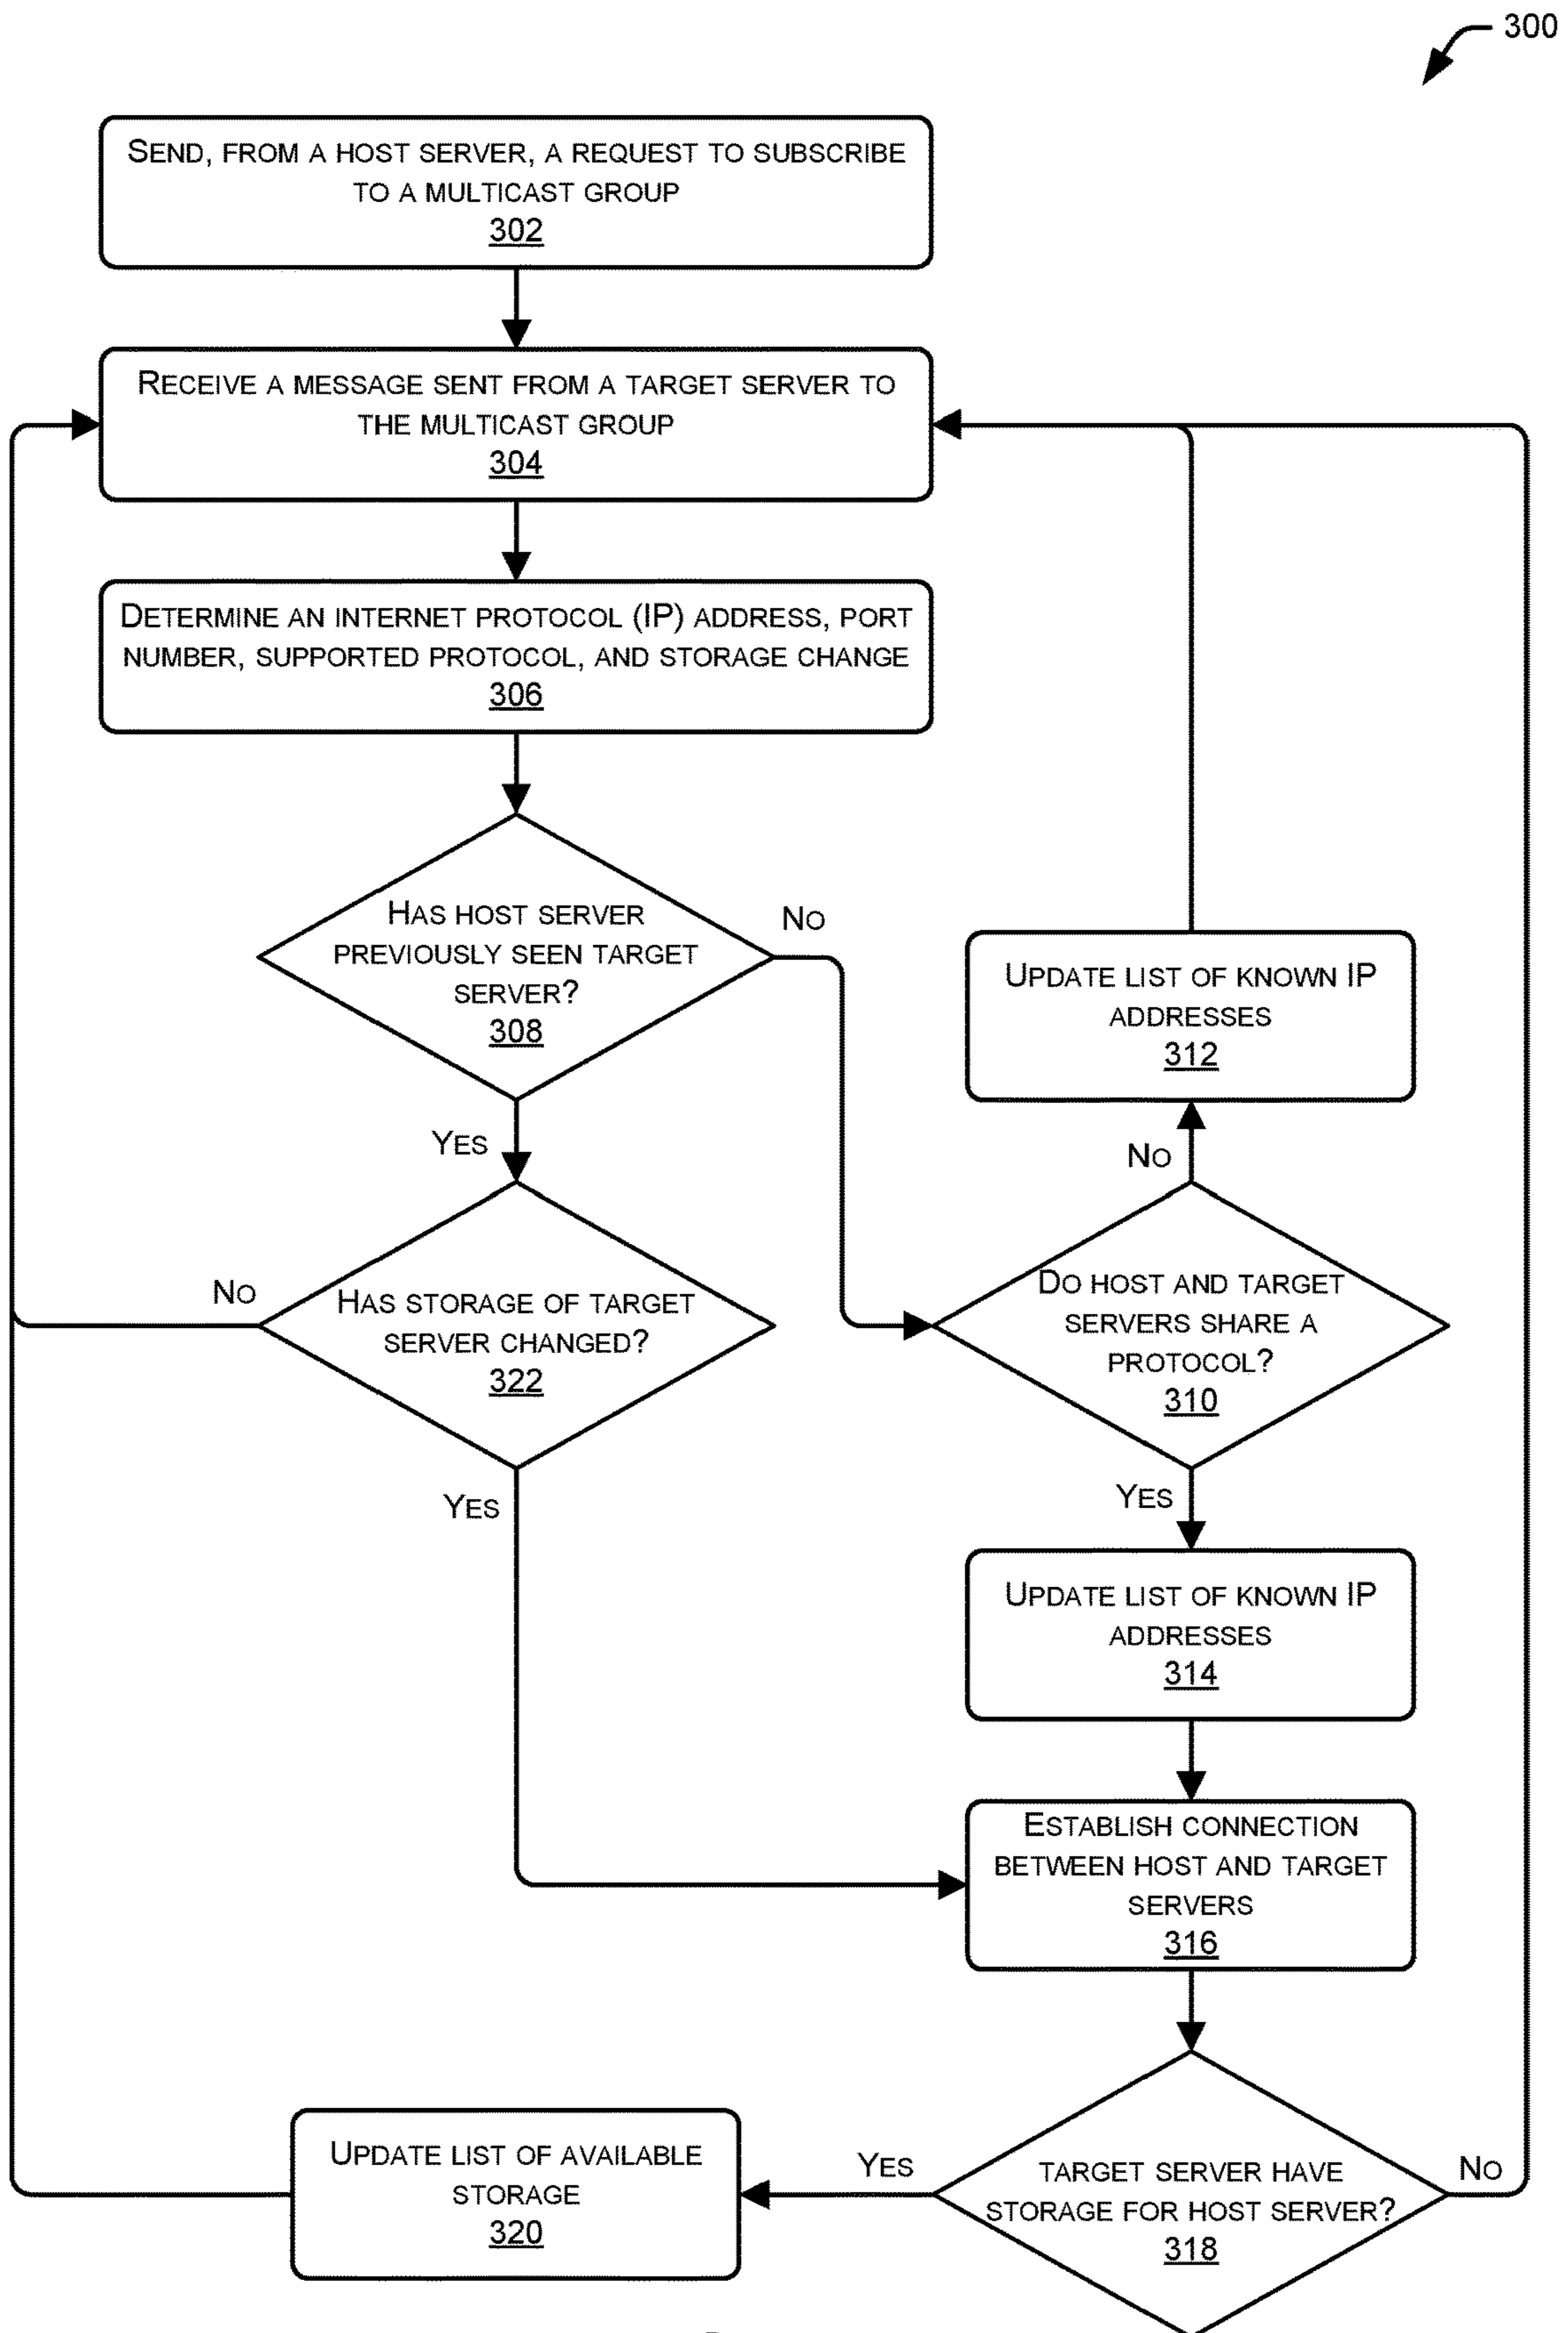 300
SEND, FROM A HOST SERVER, A REQUEST TO SUBSCRIBE
TO A MULTICAST GROUP
302
RECEIVE A MESSAGE SENT FROM A TARGET SERVER TO
THE MULTICAST GROUP
304
DETERMINE AN INTERNET PROTOCOL (IP) ADDRESS, PORT
NUMBER, SUPPORTED PROTOCOL, AND STORAGE CHANGE
306
HAS HOST SERVER
PREVIOUSLY SEEN TARGET
SERVER?
308
NO
YES
UPDATE LIST OF KNOWN IP
ADDRESSES
312
NO
HAS STORAGE OF TARGET
SERVER CHANGED?
322
NO
YES
DO HOST AND TARGET
SERVERS SHARE A
PROTOCOL?
310
YES
UPDATE LIST OF KNOWN IP
ADDRESSES
314
ESTABLISH CONNECTION
BETWEEN HOST AND TARGET
SERVERS
316
TARGET SERVER HAVE
STORAGE FOR HOST SERVER?
318
YES
NO
UPDATE LIST OF AVAILABLE
STORAGE
320